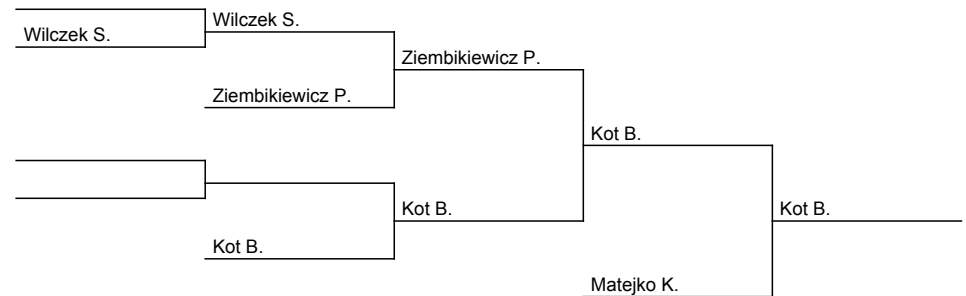 Wilczek S.
Wilczek S.
Ziembikiewicz P.
Ziembikiewicz P.
Kot B.
Kot B.
Kot B.
Kot B.
Matejko K.